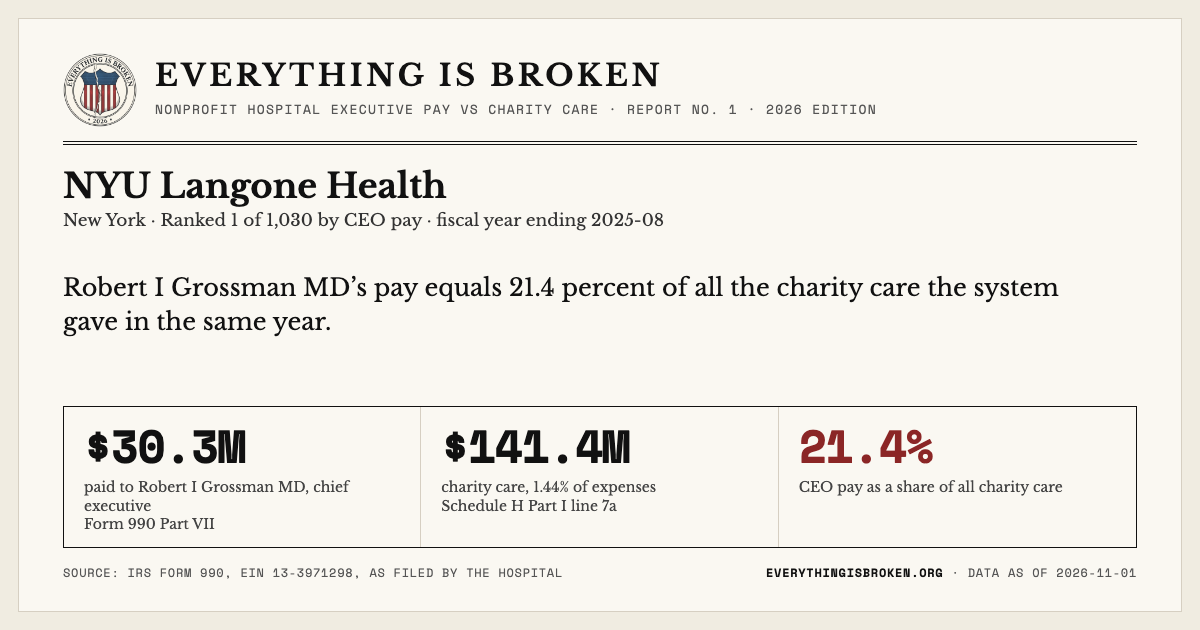 EVERYTHING IS BROKEN
· 2026 ·
EVERYTHING IS BROKEN
NONPROFIT HOSPITAL EXECUTIVE PAY VS CHARITY CARE · REPORT NO. 1 · 2026 EDITION
NYU Langone Health
New York · Ranked 1 of 1,030 by CEO pay · fiscal year ending 2025-08
Robert I Grossman MD’s pay equals 21.4 percent of all the charity care the system
gave in the same year.
$30.3M
paid to Robert I Grossman MD, chief
executive
Form 990 Part VII
$141.4M
charity care, 1.44% of expenses
Schedule H Part I line 7a
21.4%
CEO pay as a share of all charity care
SOURCE: IRS FORM 990, EIN 13-3971298, AS FILED BY THE HOSPITAL
EVERYTHINGISBROKEN.ORG · DATA AS OF 2026-11-01